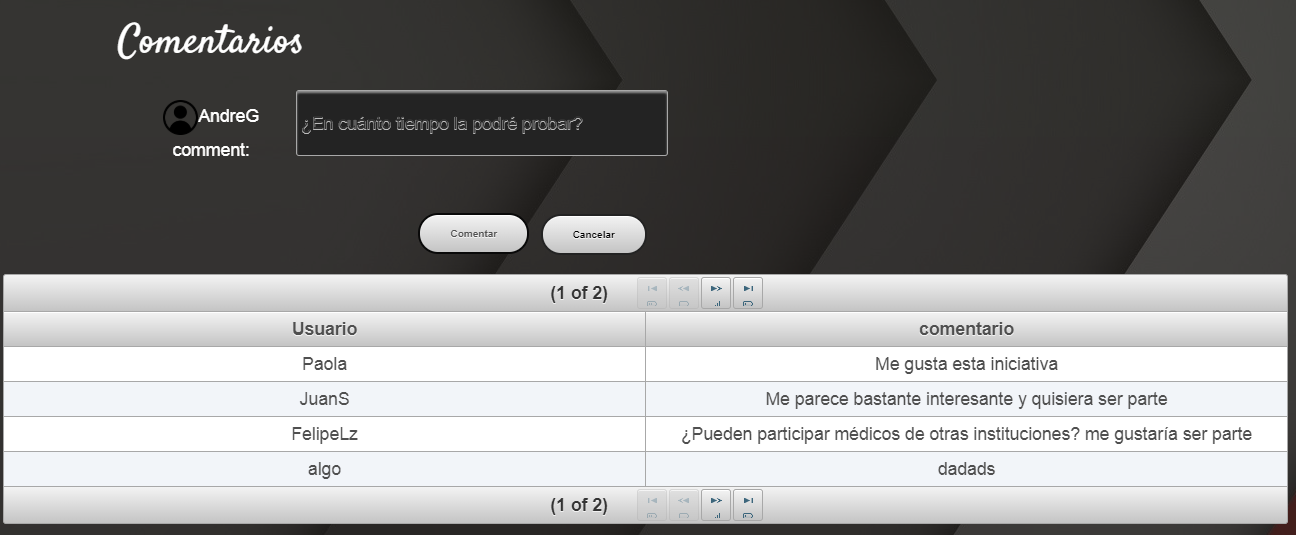 Comentarios
AndreG
comment:
¿En cuánto tiempo la podré probar?
Comentar Cancelar
(1 of 2)
Usuario comentario
Paola Me gusta esta iniciativa
JuanS Me parece bastante interesante y quisiera ser parte
FelipeLz ¿Pueden participar médicos de otras instituciones? me gustaría ser parte
algo dadads
(1 of 2)